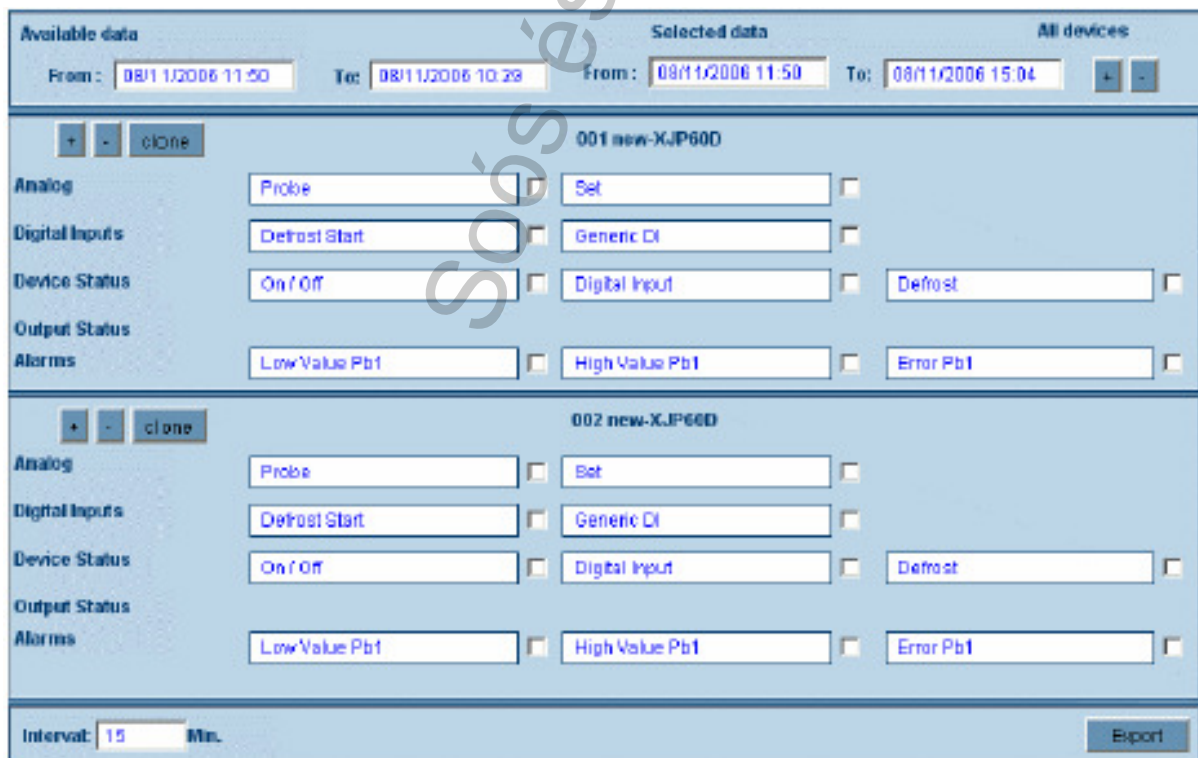 Available data Selected data All devices
From : 08/11/2006 11:50 To: 08/11/2006 10:29 From : 08/11/2006 11:50 To: 08/11/2006 15:04 + -
+ - clone 001 new-XJP60D
Analog Probe Set
Digital Inputs Defrost Start Generic DI
Device Status On / Off Digital Input Defrost
Output Status
Alarms Low Value Pb1 High Value Pb1 Error Pb1
+ - clone 002 new-XJP60D
Analog Probe Set
Digital Inputs Defrost Start Generic DI
Device Status On / Off Digital Input Defrost
Output Status
Alarms Low Value Pb1 High Value Pb1 Error Pb1
Interval: 15 Min. Export
Soós és